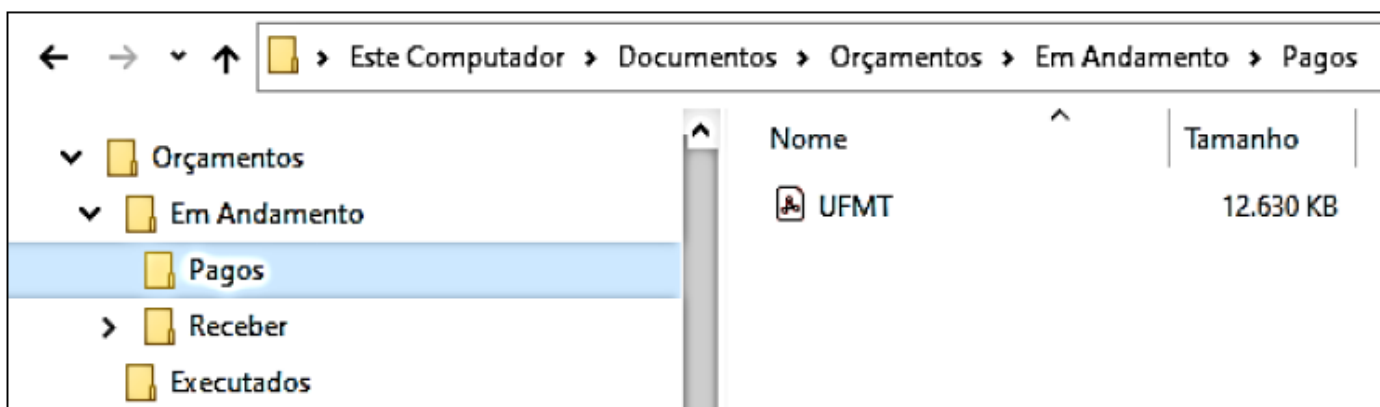 Este Computador > Documentos > Orçamentos > Em Andamento > Pagos
Orçamentos
Em Andamento
Pagos
Receber
Executados
Nome Tamanho
UFMT 12.630 KB